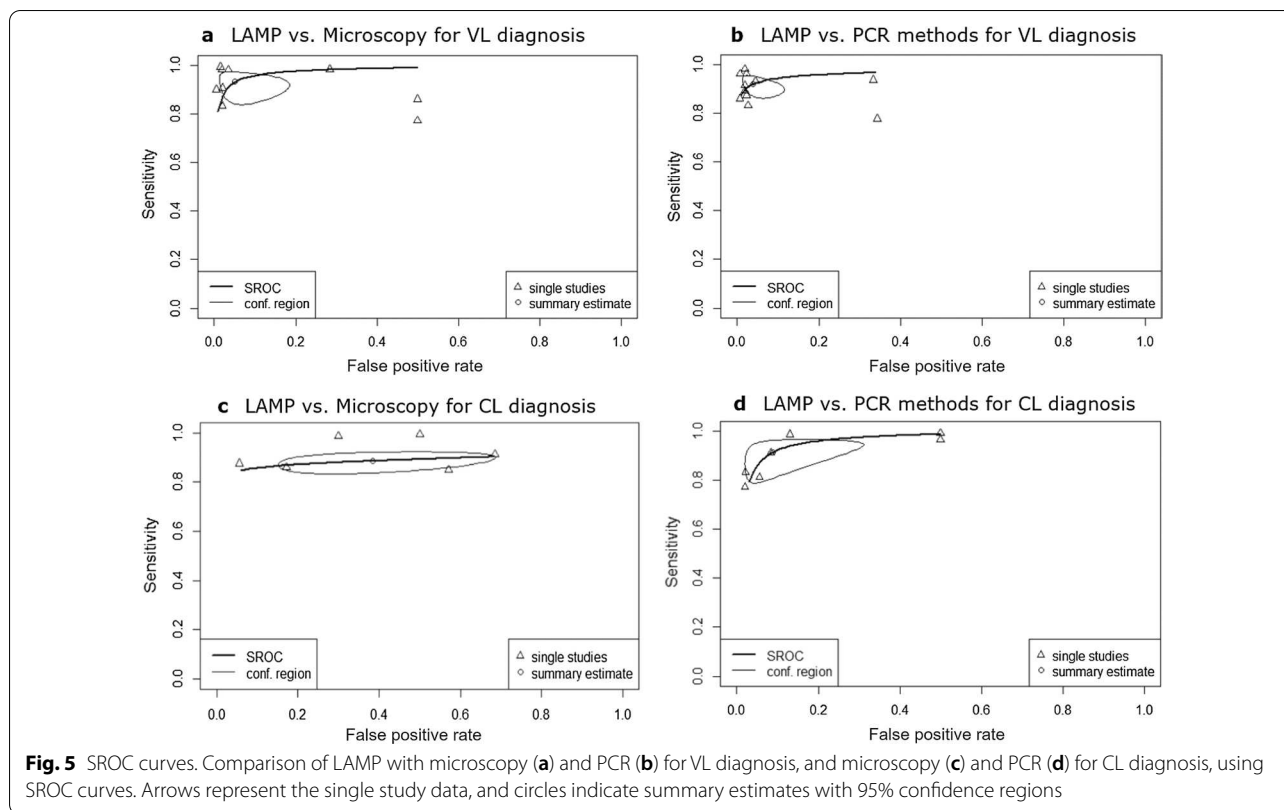 a LAMP vs. Microscopy for VL diagnosis
Sensitivity
1.0
0.8
0.6
0.4
0.2
0.0
SROC
conf. region
single studies
summary estimate
0.0 0.2 0.4 0.6 0.8 1.0
False positive rate
b LAMP vs. PCR methods for VL diagnosis
Sensitivity
1.0
0.8
0.6
0.4
0.2
0.0
SROC
conf. region
single studies
summary estimate
0.0 0.2 0.4 0.6 0.8 1.0
False positive rate
c LAMP vs. Microscopy for CL diagnosis
Sensitivity
1.0
0.8
0.6
0.4
0.2
0.0
SROC
conf. region
single studies
summary estimate
0.0 0.2 0.4 0.6 0.8 1.0
False positive rate
d LAMP vs. PCR methods for CL diagnosis
Sensitivity
1.0
0.8
0.6
0.4
0.2
0.0
SROC
conf. region
single studies
summary estimate
0.0 0.2 0.4 0.6 0.8 1.0
False positive rate
Fig. 5 SROC curves. Comparison of LAMP with microscopy (a) and PCR (b) for VL diagnosis, and microscopy (c) and PCR (d) for CL diagnosis, using
SROC curves. Arrows represent the single study data, and circles indicate summary estimates with 95% confidence regions